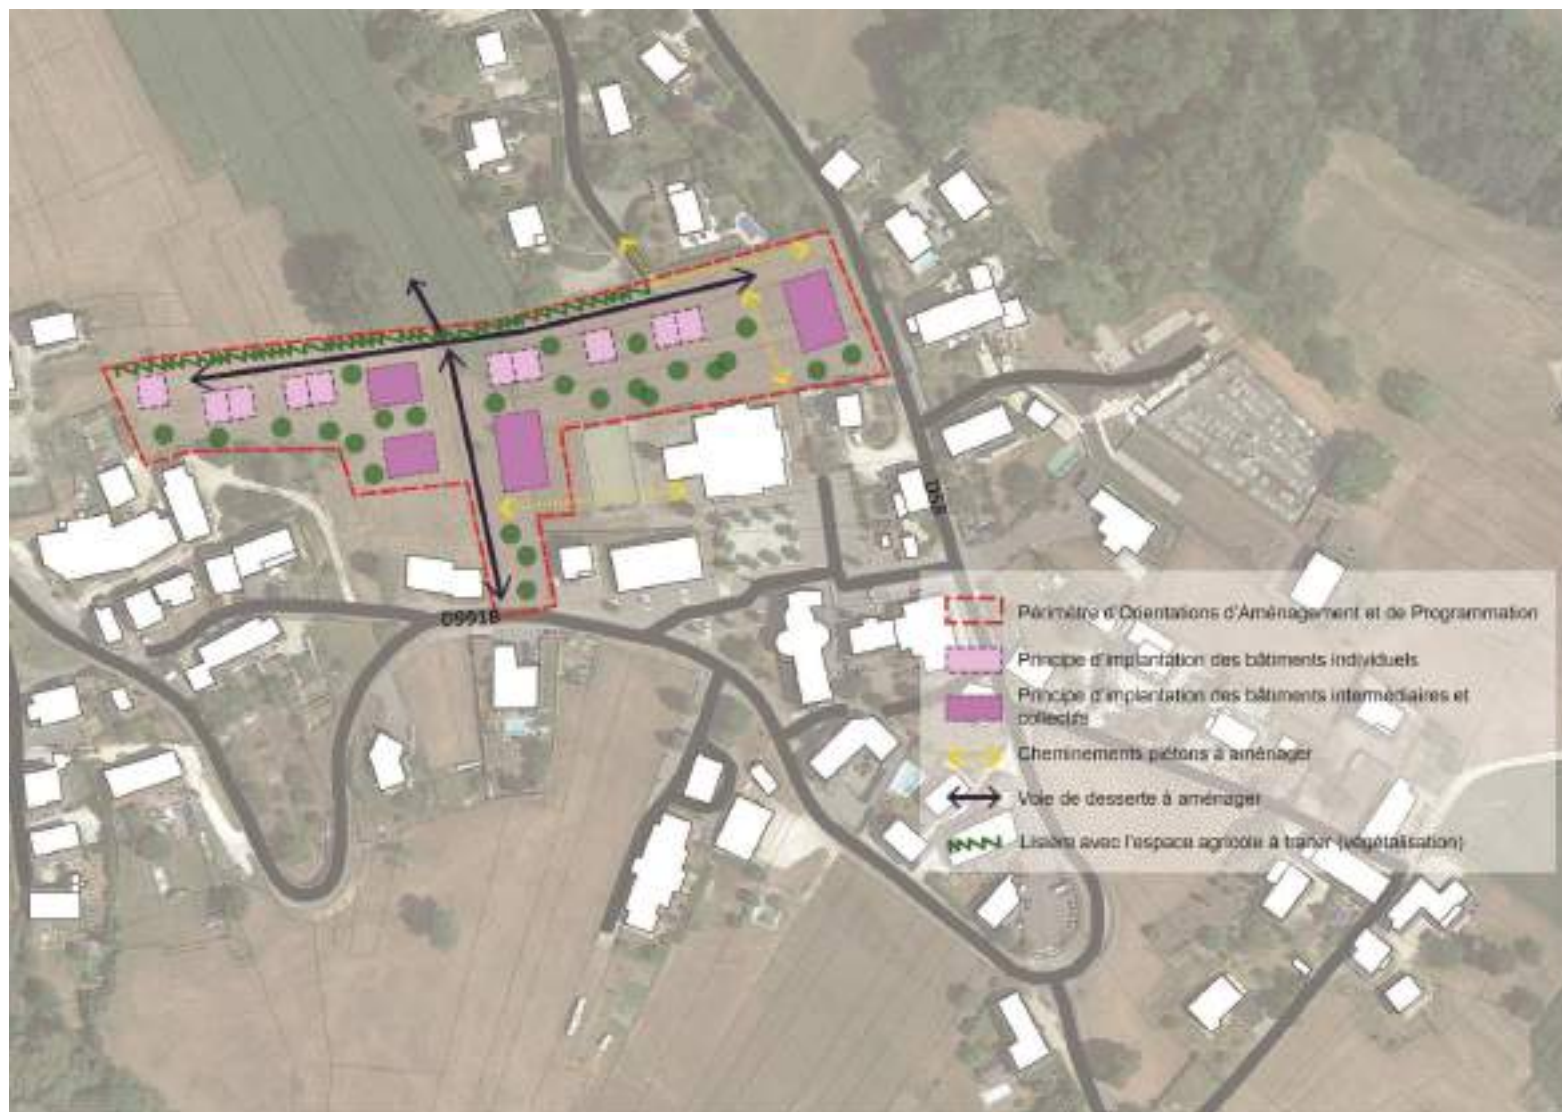 D58
D991B
Périmètre d'Orientations d'Aménagement et de Programmation
Principe d'implantation des bâtiments individuels
Principe d'implantation des bâtiments intermédiaires et
collectifs
Cheminements piétons à aménager
Voie de desserte à aménager
Lisière avec l'espace agricole à traiter (végétalisation)